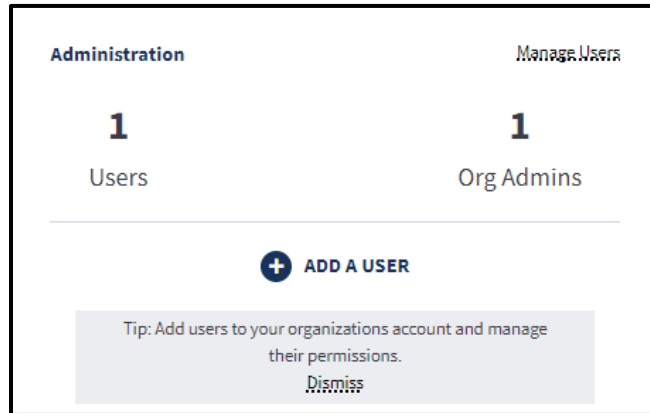 Administration
Manage Users
1
1
Users
Org Admins
ADD A USER
Tip: Add users to your organizations account and manage
their permissions.
Dismiss